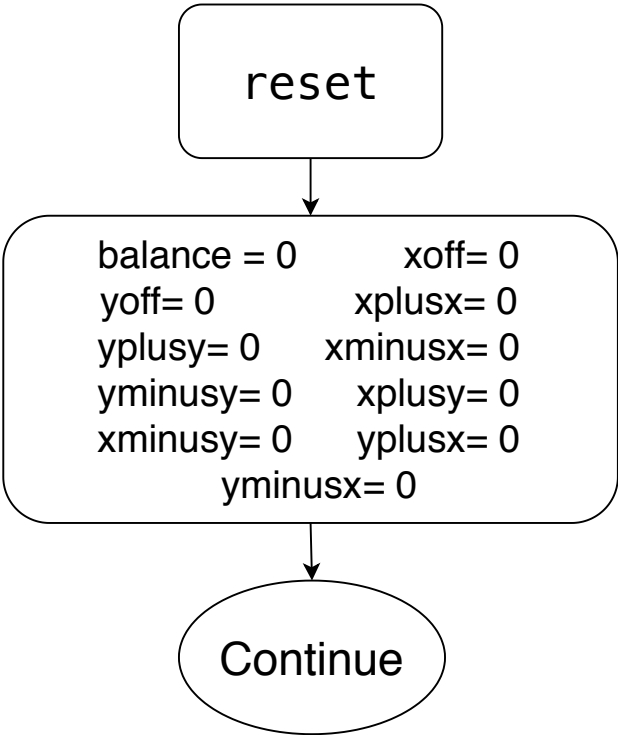 reset
balance = 0 xoff= 0
yoff= 0 xplusx= 0
yplusy= 0 xminusx= 0
yminusy= 0 xplusy= 0
xminusy= 0 yplusx= 0
yminusx= 0
Continue